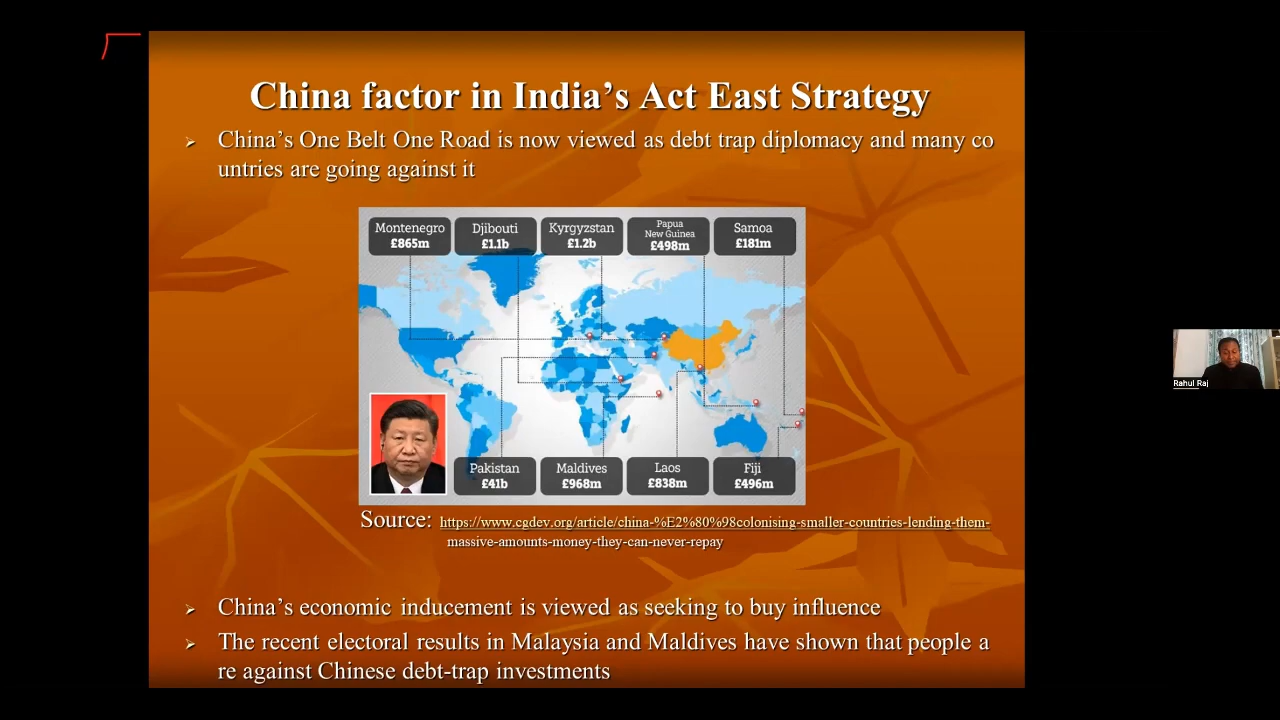 China factor in India’s Act East Strategy
China’s One Belt One Road is now viewed as debt trap diplomacy and many co
untries are going against it
Montenegro
£865m
Djibouti
£1.1b
Kyrgyzstan
£1.2b
Papua
New Guinea
£498m
Samoa
£181m
Pakistan
£41b
Maldives
£968m
Laos
£838m
Fiji
£496m
Source: https://www.cgdev.org/article/china-%E2%80%98colonising-smaller-countries-lending-them-
massive-amounts-money-they-can-never-repay
Rahul Raj
China’s economic inducement is viewed as seeking to buy influence
The recent electoral results in Malaysia and Maldives have shown that people a
re against Chinese debt-trap investments